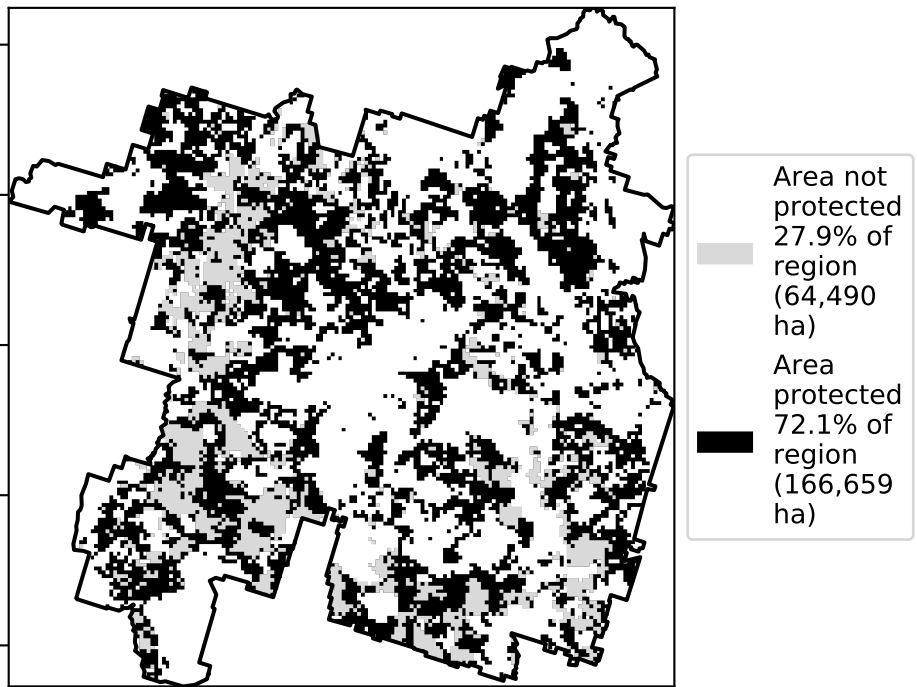 Area not
protected
27.9% of
region
(64,490
ha)
Area
protected
72.1% of
region
(166,659
ha)